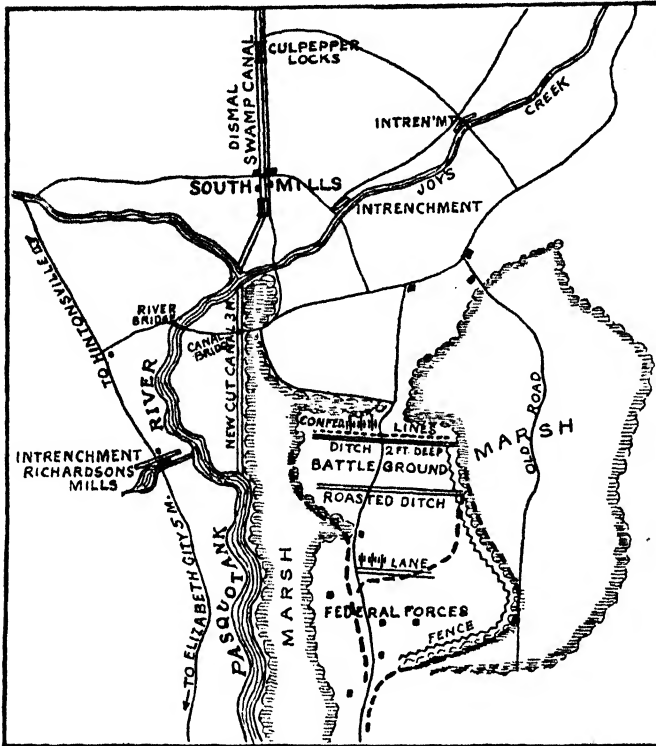 CULPEPPER
LOCKS
DISMAL
SWAMP CANAL
INTREN'MT
CREEK
SOUTH MILLS
JOYS
INTRENCHMENT
TO HINTONSVILLE
RIVER
BRIDGE
CANAL
BRIDGE
NEW CUT CANAL 3 M
RIVER
OLD ROAD
MARSH
CONFED LINES
DITCH 2 FT. DEEP
BATTLE GROUND
INTRENCHMENT
RICHARDSONS
MILLS
ROASTED DITCH
LANE
FEDERAL FORCES
FENCE
MARSH
PASQUOTANK
TO ELIZABETH CITY 5 M.